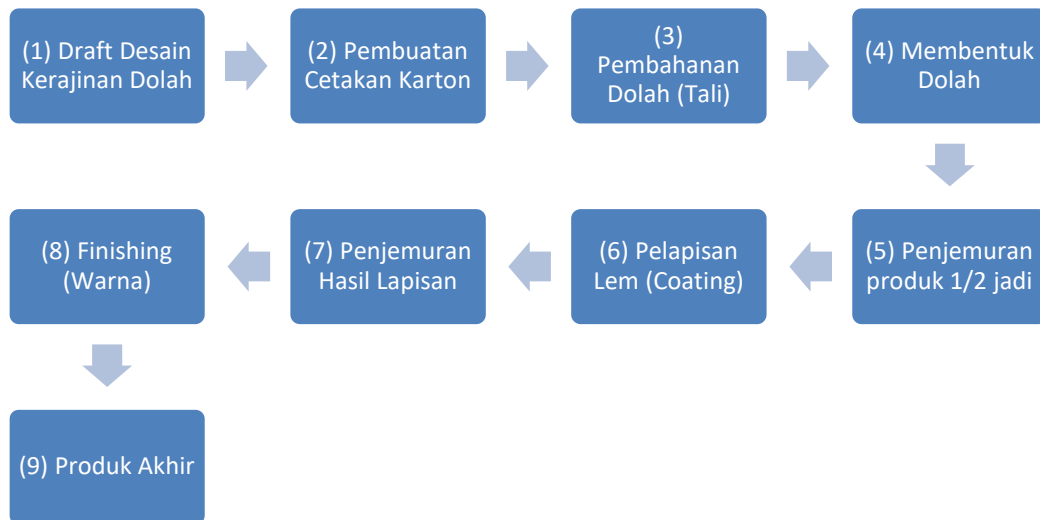 (1) Draft Desain
Kerajinan Dolah
(2) Pembuatan
Cetakan Karton
(3)
Pembahanan
Dolah (Tali)
(4) Membentuk
Dolah
(5) Penjemuran
produk 1/2 jadi
(6) Pelapisan
Lem (Coating)
(7) Penjemuran
Hasil Lapisan
(8) Finishing
(Warna)
(9) Produk Akhir